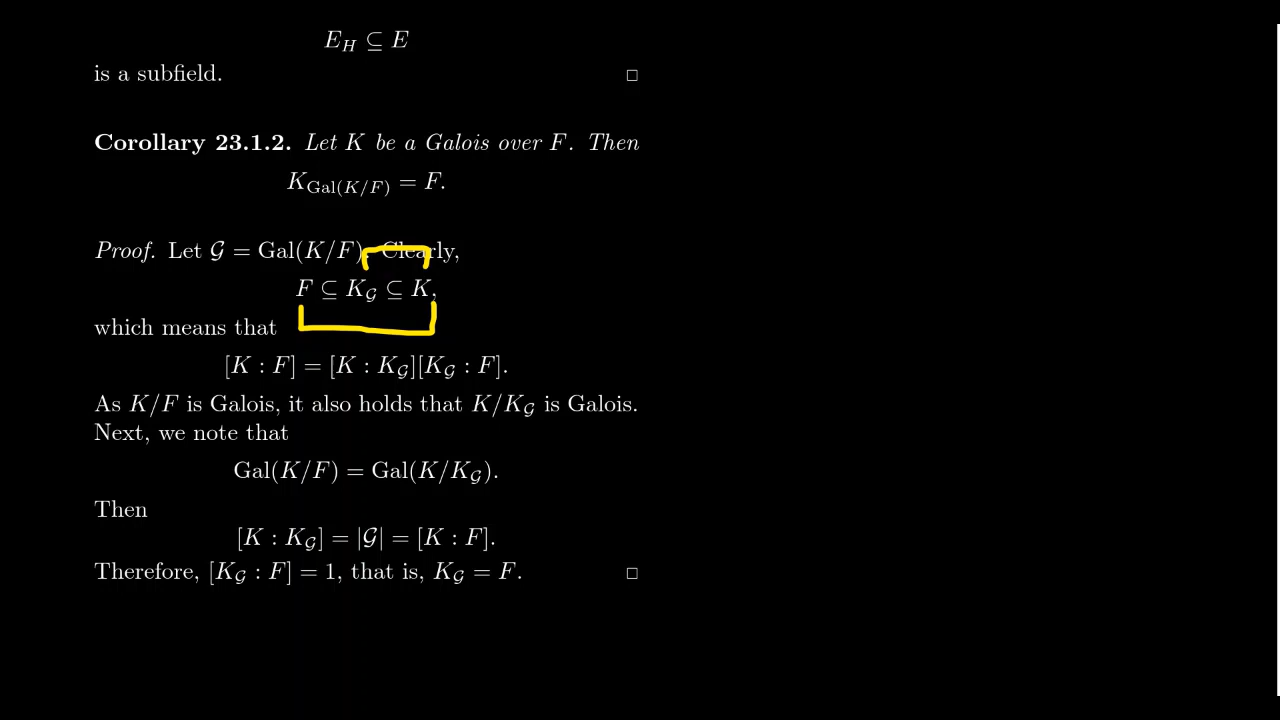 E_H ⊆ E
is a subfield. □
Corollary 23.1.2. Let K be a Galois over F. Then
K_{Gal(K/F)} = F.
Proof. Let 𝒢 = Gal(K/F). Clearly,
F ⊆ K_𝒢 ⊆ K,
which means that
[K : F] = [K : K_𝒢][K_𝒢 : F].
As K/F is Galois, it also holds that K/K_𝒢 is Galois.
Next, we note that
Gal(K/F) = Gal(K/K_𝒢).
Then
[K : K_𝒢] = |𝒢| = [K : F].
Therefore, [K_𝒢 : F] = 1, that is, K_𝒢 = F. □